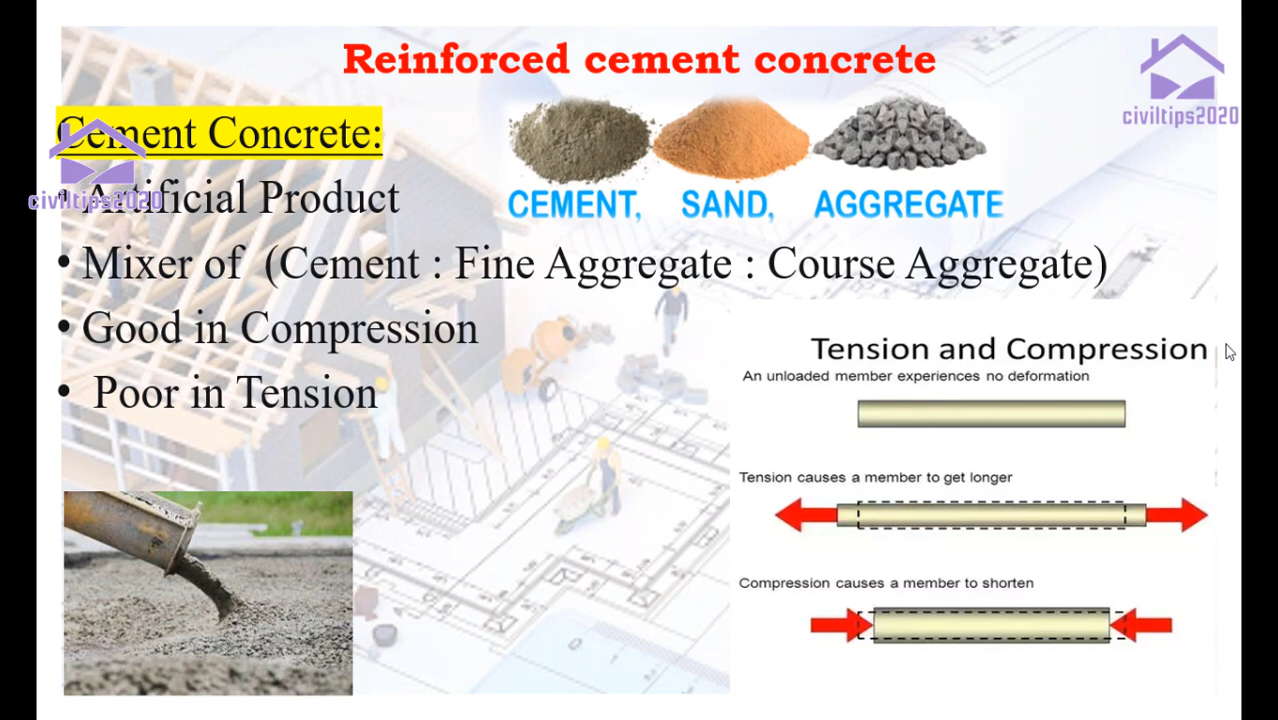 Reinforced cement concrete
civiltips2020
Cement Concrete:
civiltips2020
• Artificial Product
CEMENT, SAND, AGGREGATE
• Mixer of (Cement : Fine Aggregate : Course Aggregate)
• Good in Compression
• Poor in Tension
Tension and Compression
An unloaded member experiences no deformation
Tension causes a member to get longer
Compression causes a member to shorten